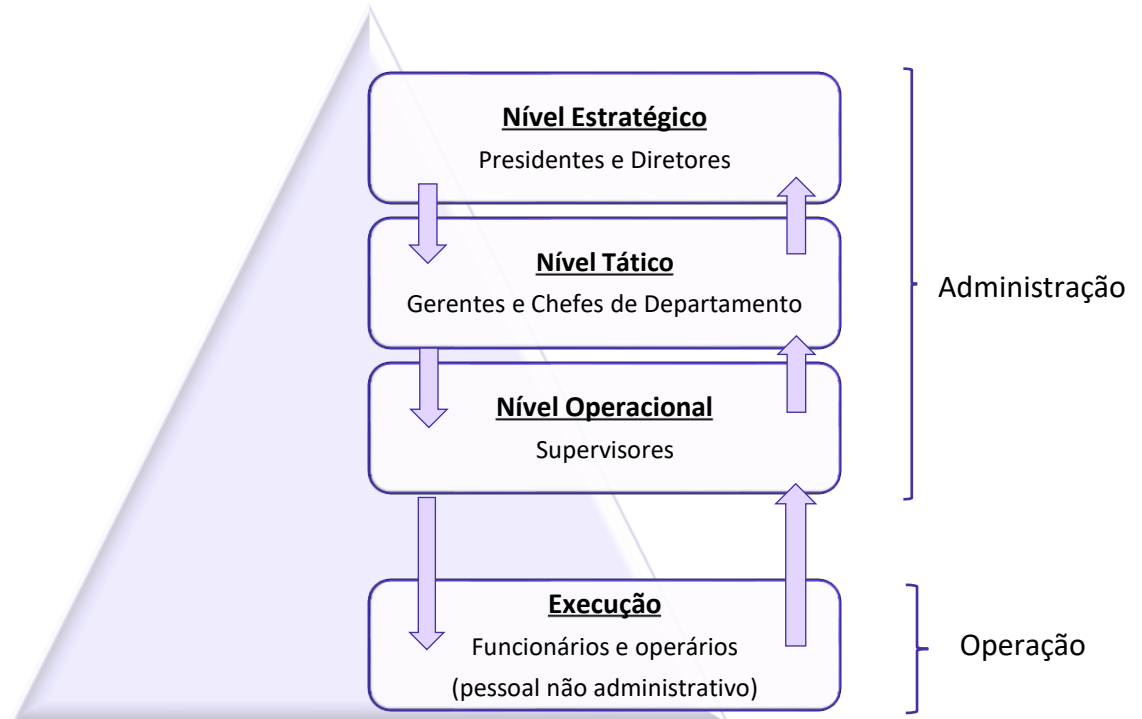 Nível Estratégico
Presidentes e Diretores
Nível Tático
Gerentes e Chefes de Departamento
Administração
Nível Operacional
Supervisores
Execução
Funcionários e operários
(pessoal não administrativo)
Operação